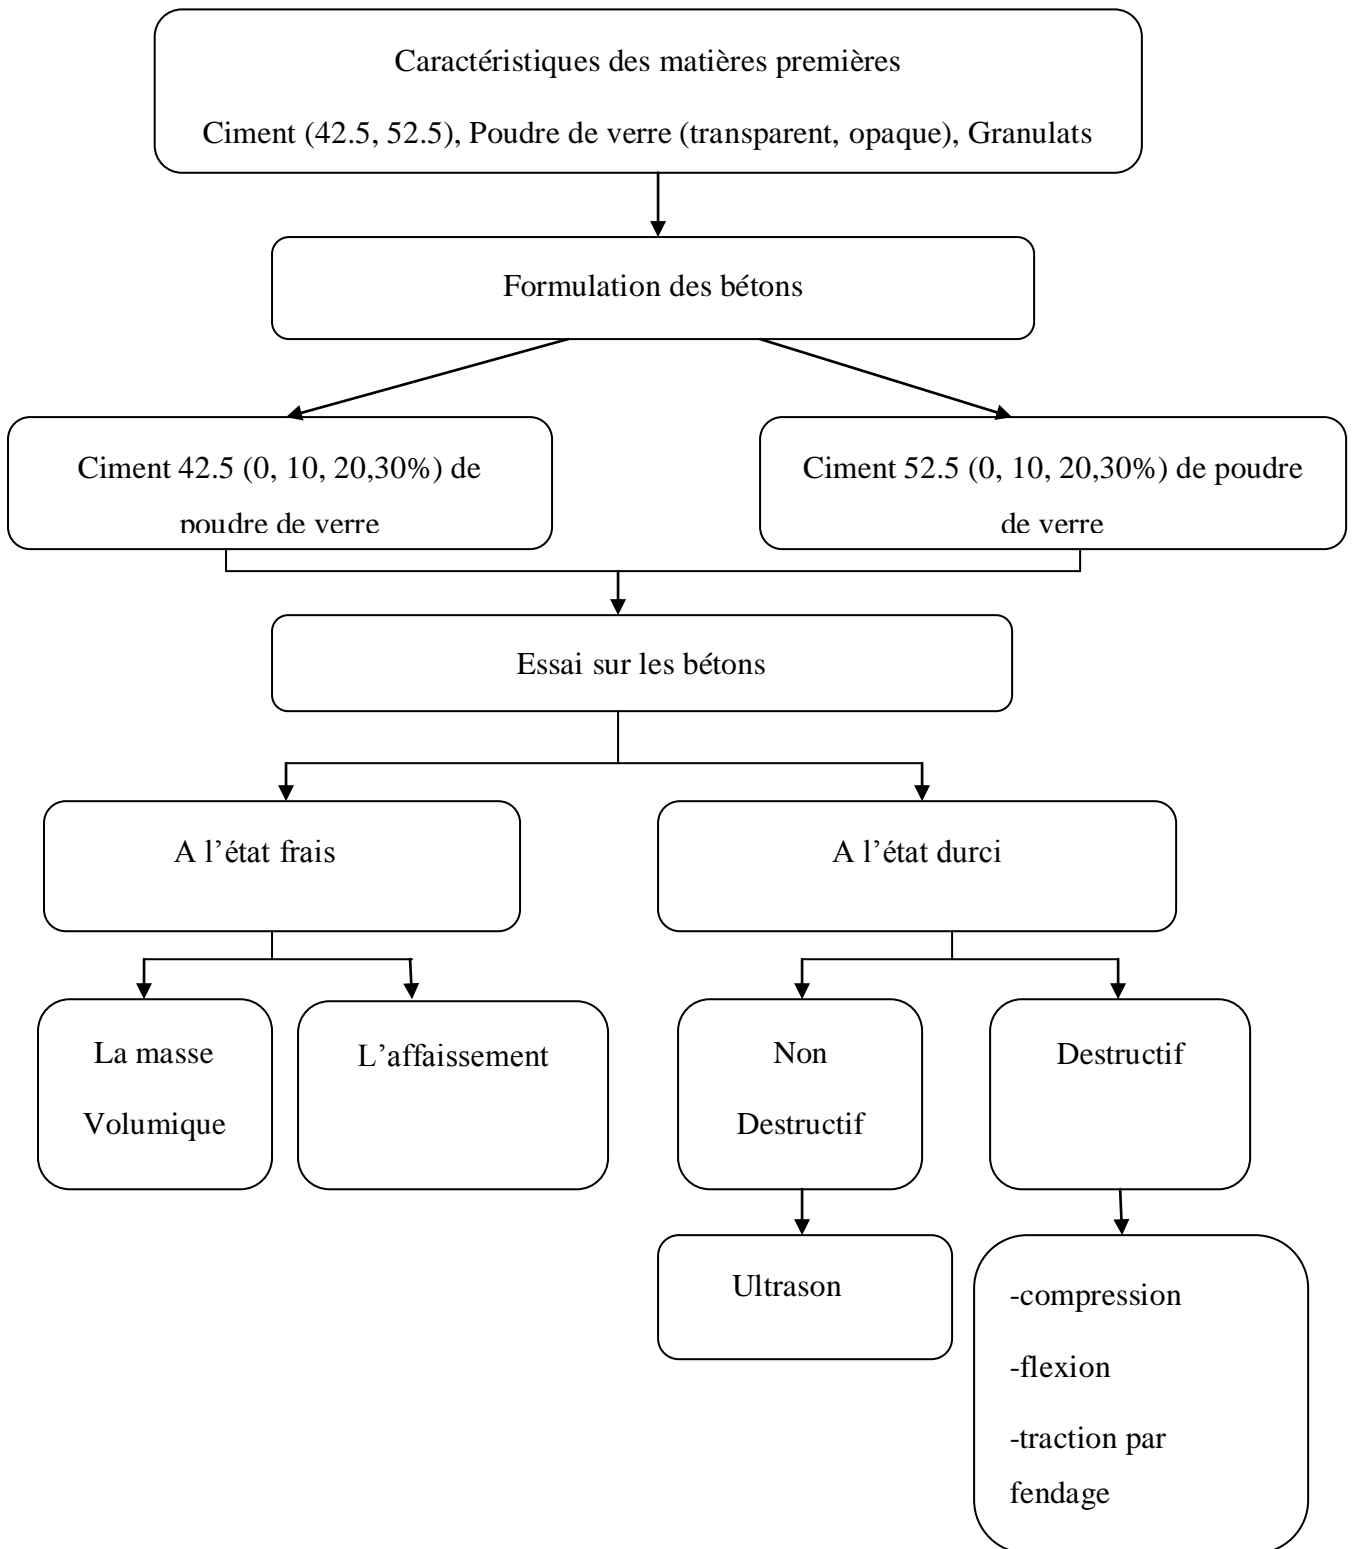 Caractéristiques des matières premières
Ciment (42.5, 52.5), Poudre de verre (transparent, opaque), Granulats
Formulation des bétons
Ciment 42.5 (0, 10, 20,30%) de
poudre de verre
Ciment 52.5 (0, 10, 20,30%) de poudre
de verre
Essai sur les bétons
A l’état frais
A l’état durci
La masse
Volumique
L’affaissement
Non
Destructif
Destructif
Ultrason
-compression
-flexion
-traction par
fendage